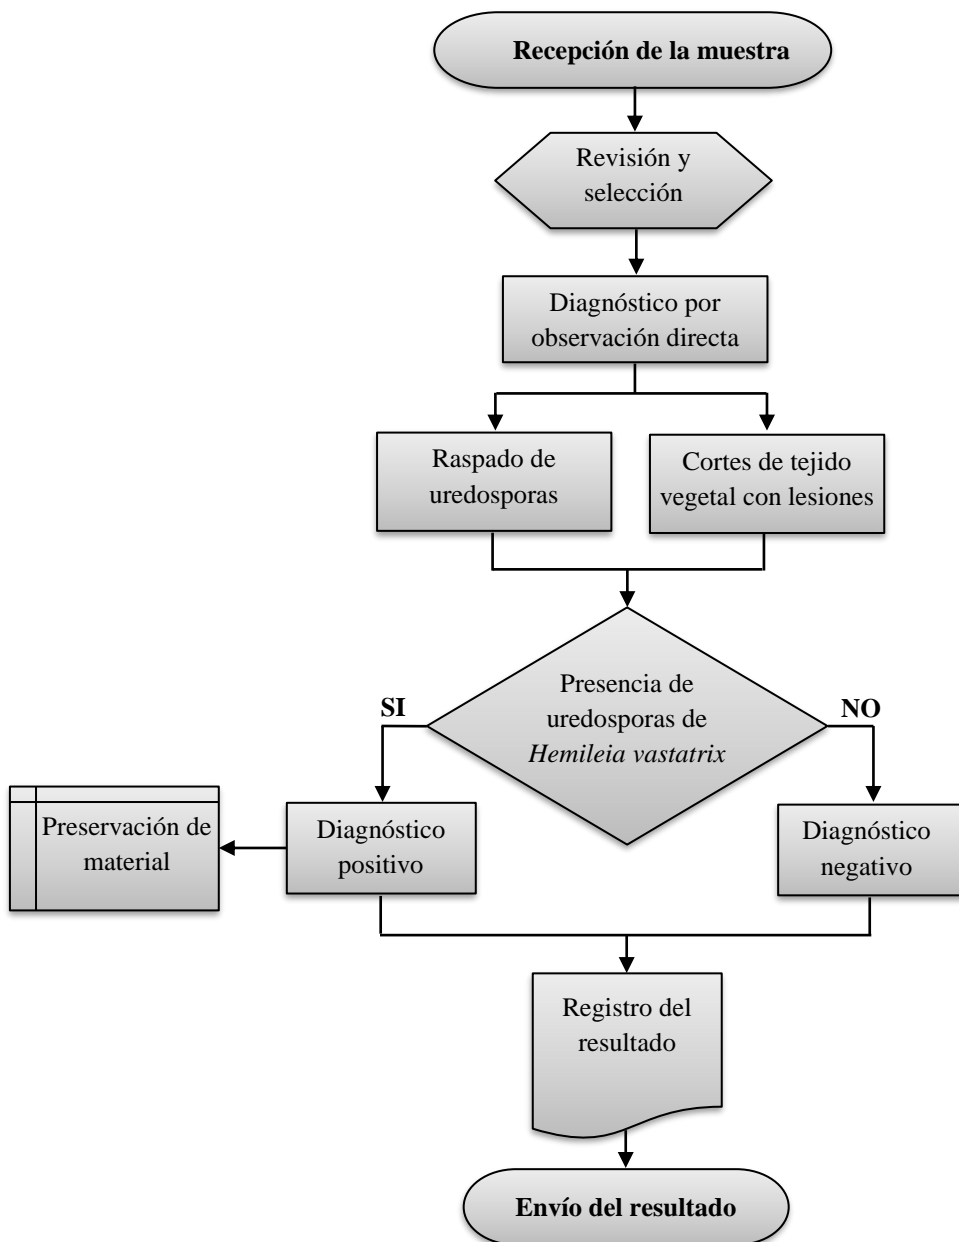 Recepción de la muestra
Revisión y
selección
Diagnóstico por
observación directa
Raspado de
uredosporas
Cortes de tejido
vegetal con lesiones
Presencia de
uredosporas de
Hemileia vastatrix
SI
NO
Preservación de
material
Diagnóstico
positivo
Diagnóstico
negativo
Registro del
resultado
Envío del resultado